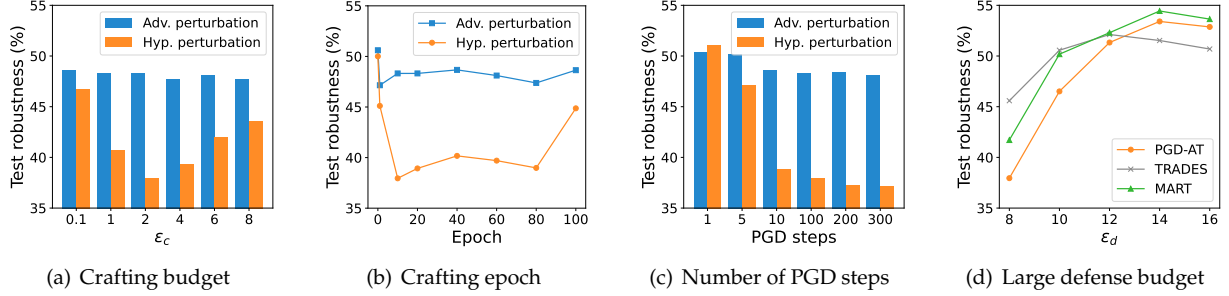 55
50
45
40
35
Test robustness (%)
Adv. perturbation
Hyp. perturbation
0.1 1 2 4 6 8
ϵc
(a) Crafting budget
55
50
45
40
35
Test robustness (%)
Adv. perturbation
Hyp. perturbation
0 20 40 60 80 100
Epoch
(b) Crafting epoch
55
50
45
40
35
Test robustness (%)
Adv. perturbation
Hyp. perturbation
1 5 10 100 200 300
PGD steps
(c) Number of PGD steps
55
50
45
40
35
Test robustness (%)
PGD-AT
TRADES
MART
8 10 12 14 16
ϵd
(d) Large defense budget